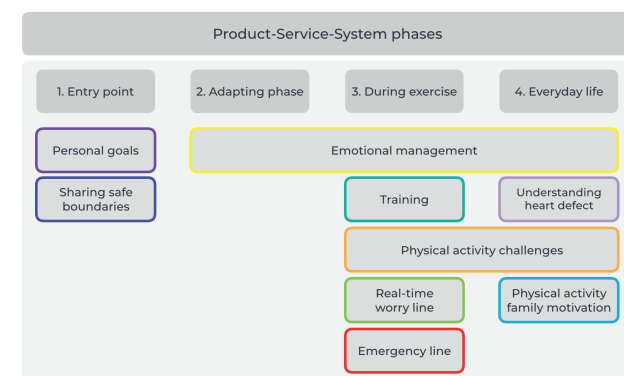 Product-Service-System phases
1. Entry point
2. Adapting phase
3. During exercise
4. Everyday life
Personal goals
Emotional management
Sharing safe
boundaries
Training
Understanding
heart defect
Physical activity challenges
Real-time
worry line
Physical activity
family motivation
Emergency line